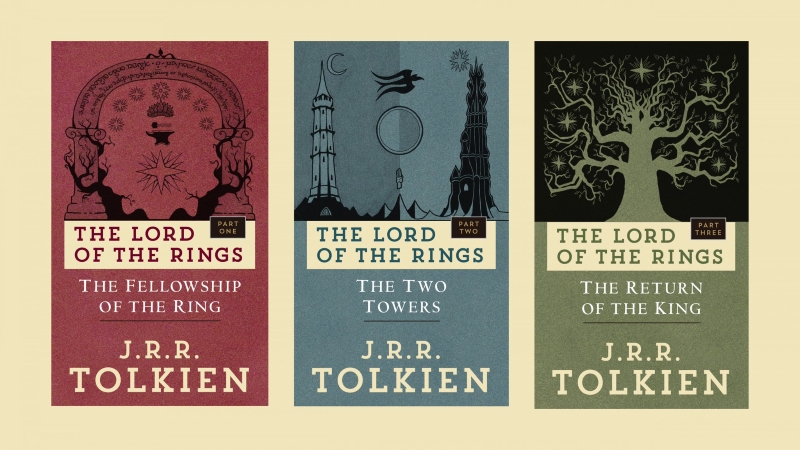 PART
ONE
THE LORD
OF THE RINGS
THE FELLOWSHIP
OF THE RING
J.R.R.
TOLKIEN
PART
TWO
THE LORD
OF THE RINGS
THE TWO
TOWERS
J.R.R.
TOLKIEN
PART
THREE
THE LORD
OF THE RINGS
THE RETURN
OF THE KING
J.R.R.
TOLKIEN